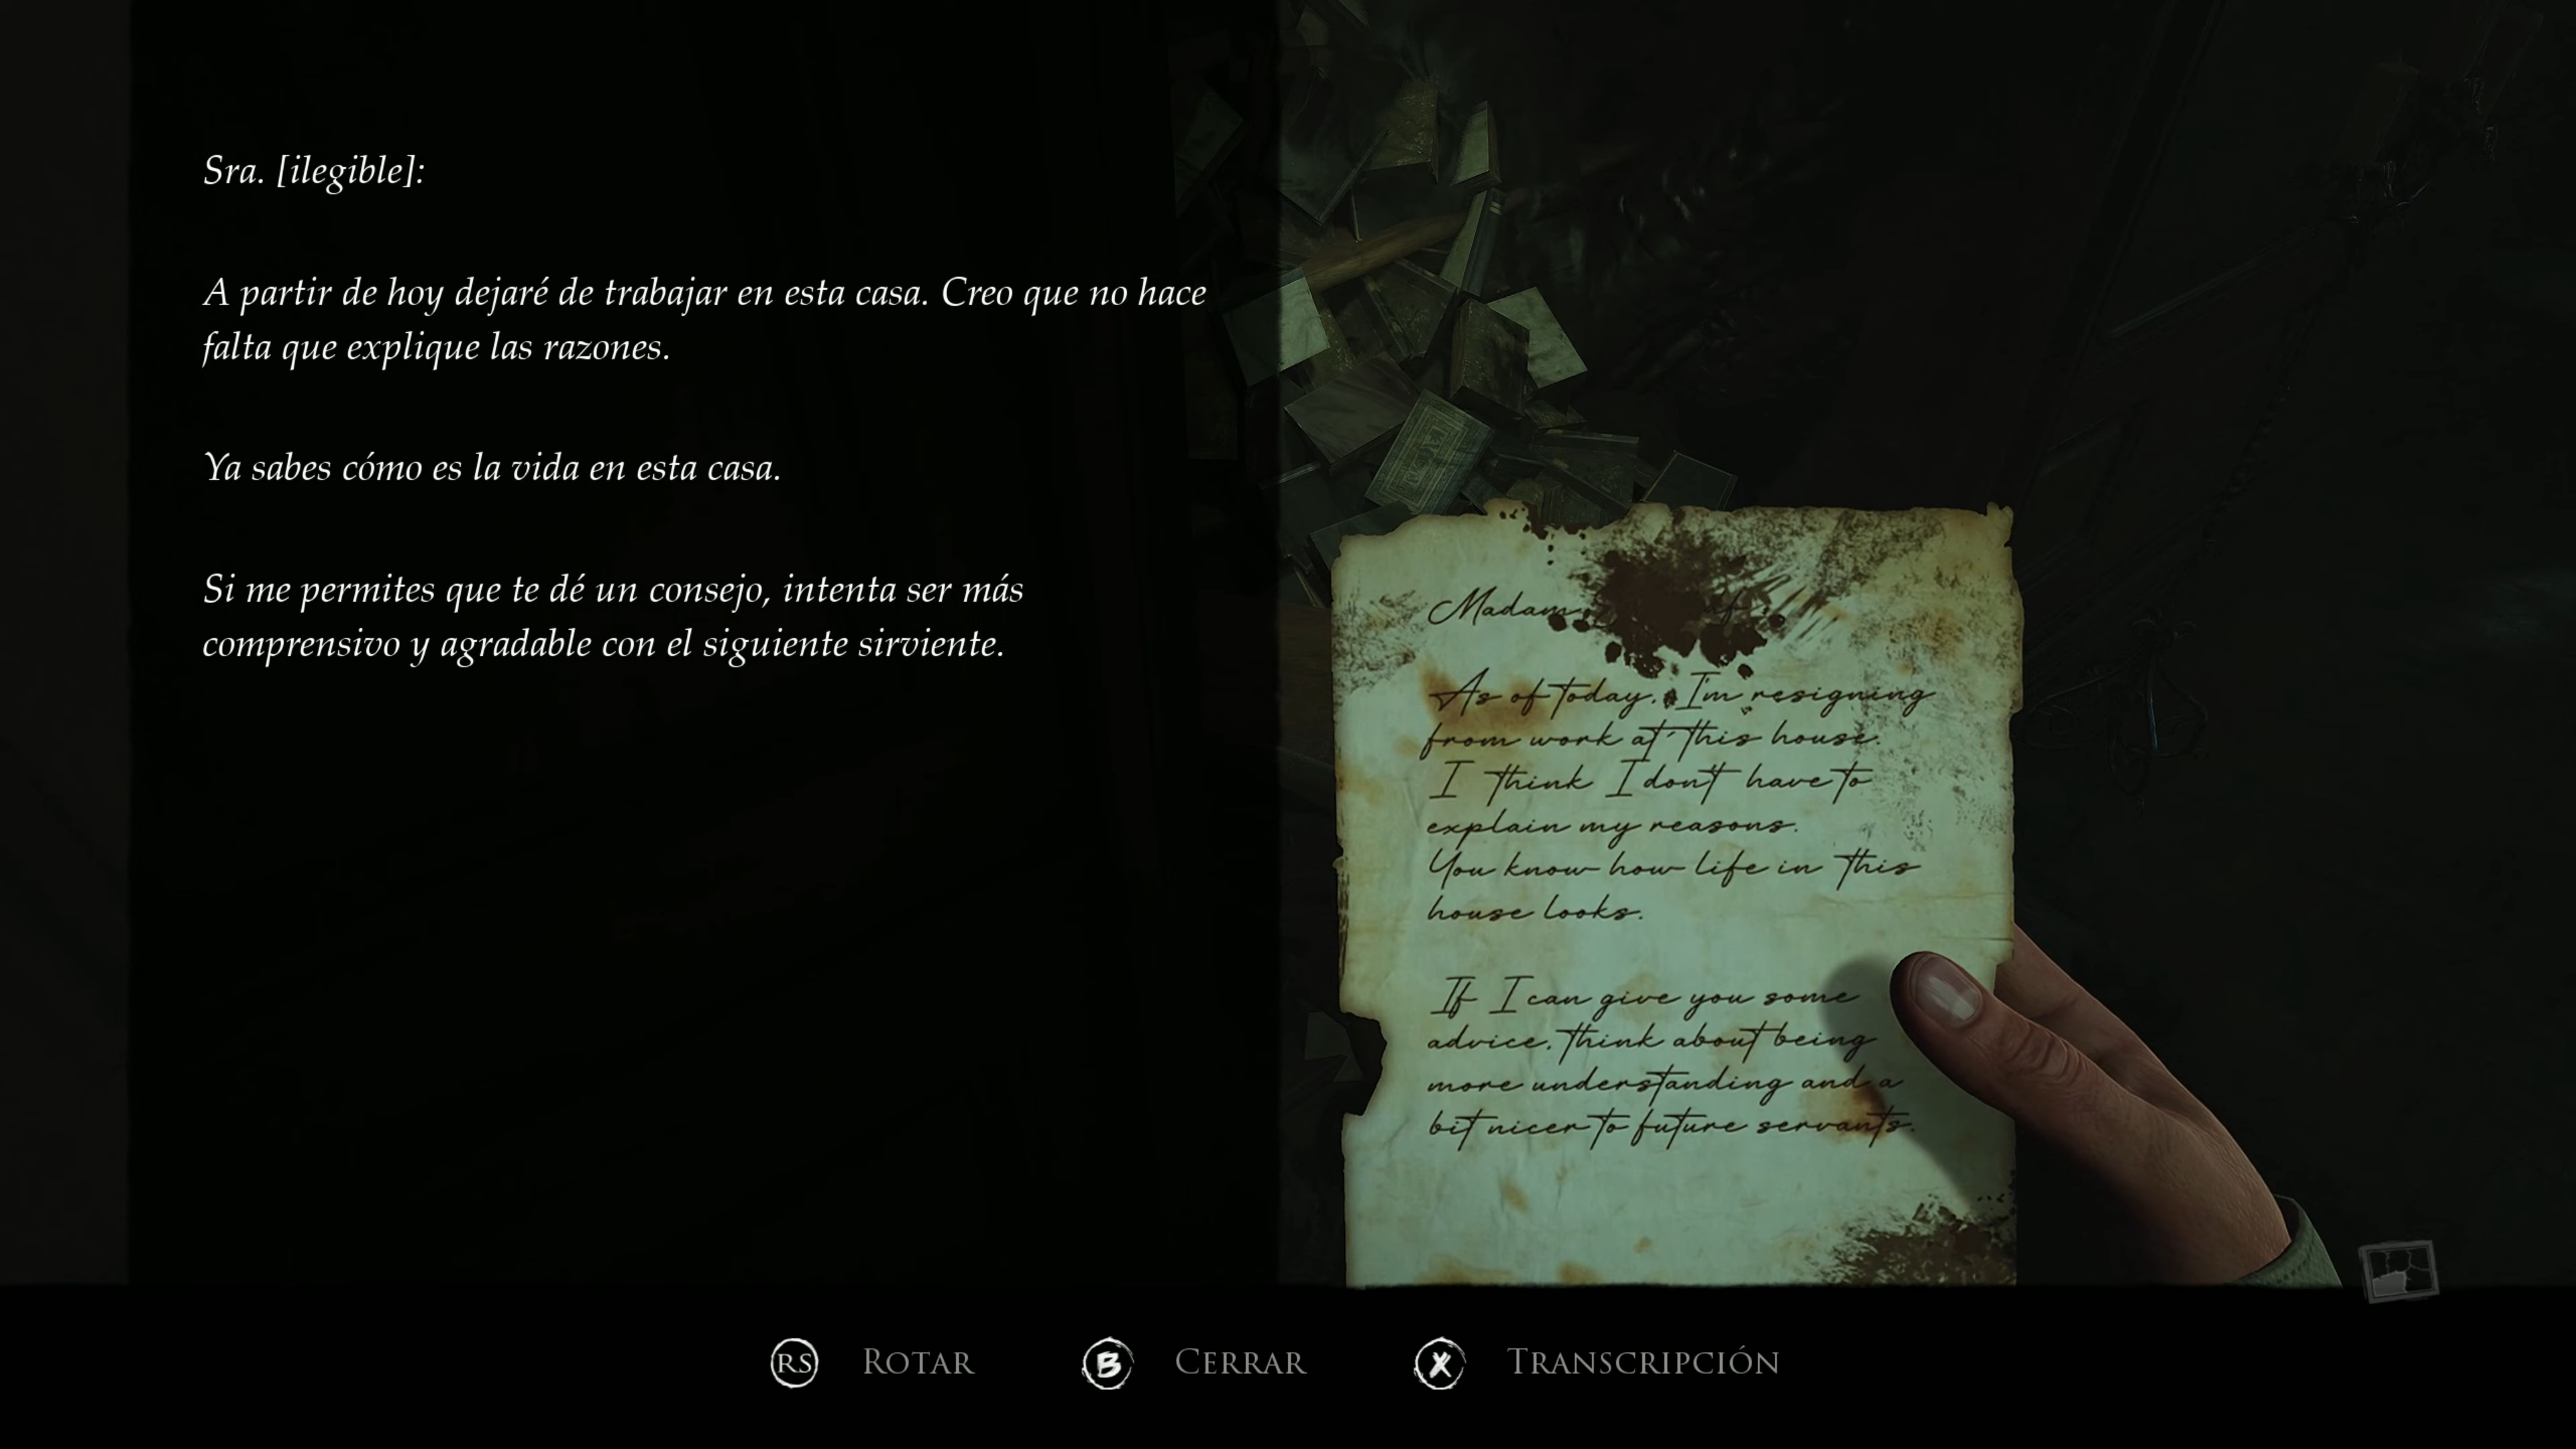 Sra. [ilegible]:
A partir de hoy dejaré de trabajar en esta casa. Creo que no hace
falta que explique las razones.
Ya sabes cómo es la vida en esta casa.
Si me permites que te dé un consejo, intenta ser más
comprensivo y agradable con el siguiente sirviente.
Madam
As of today, I'm resigning
from work at this house.
I think I don't have to
explain my reasons.
You know how life in this
house looks.
If I can give you some
advice, think about being
more understanding and a
bit nicer to future servants.
RS ROTAR B CERRAR X TRANSCRIPCIÓN